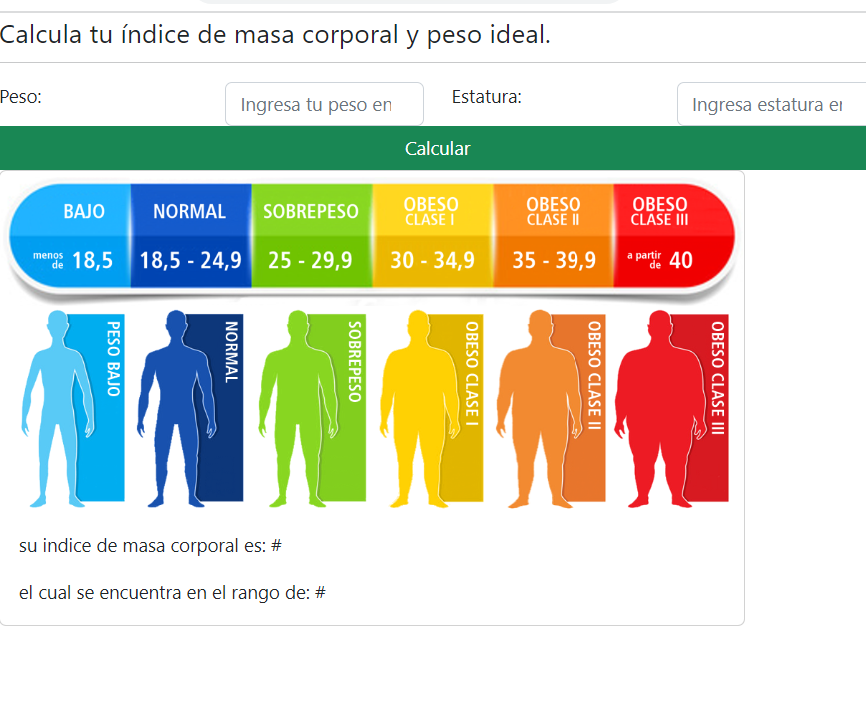 Calcula tu índice de masa corporal y peso ideal.
Peso: Ingresa tu peso en Estatura: Ingresa estatura en
Calcular
BAJO NORMAL SOBREPESO OBESO CLASE I OBESO CLASE II OBESO CLASE III
menos de 18,5 18,5 - 24,9 25 - 29,9 30 - 34,9 35 - 39,9 a partir de 40
PESO BAJO
NORMAL
SOBREPESO
OBESO CLASE I
OBESO CLASE II
OBESO CLASE III
su indice de masa corporal es: #
el cual se encuentra en el rango de: #